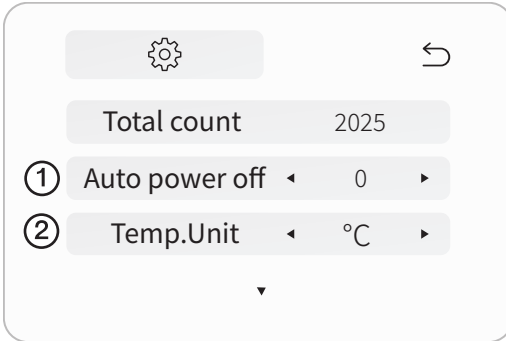 Total count 2025
① Auto power off ◂ 0 ▸
② Temp.Unit ◂ °C ▸